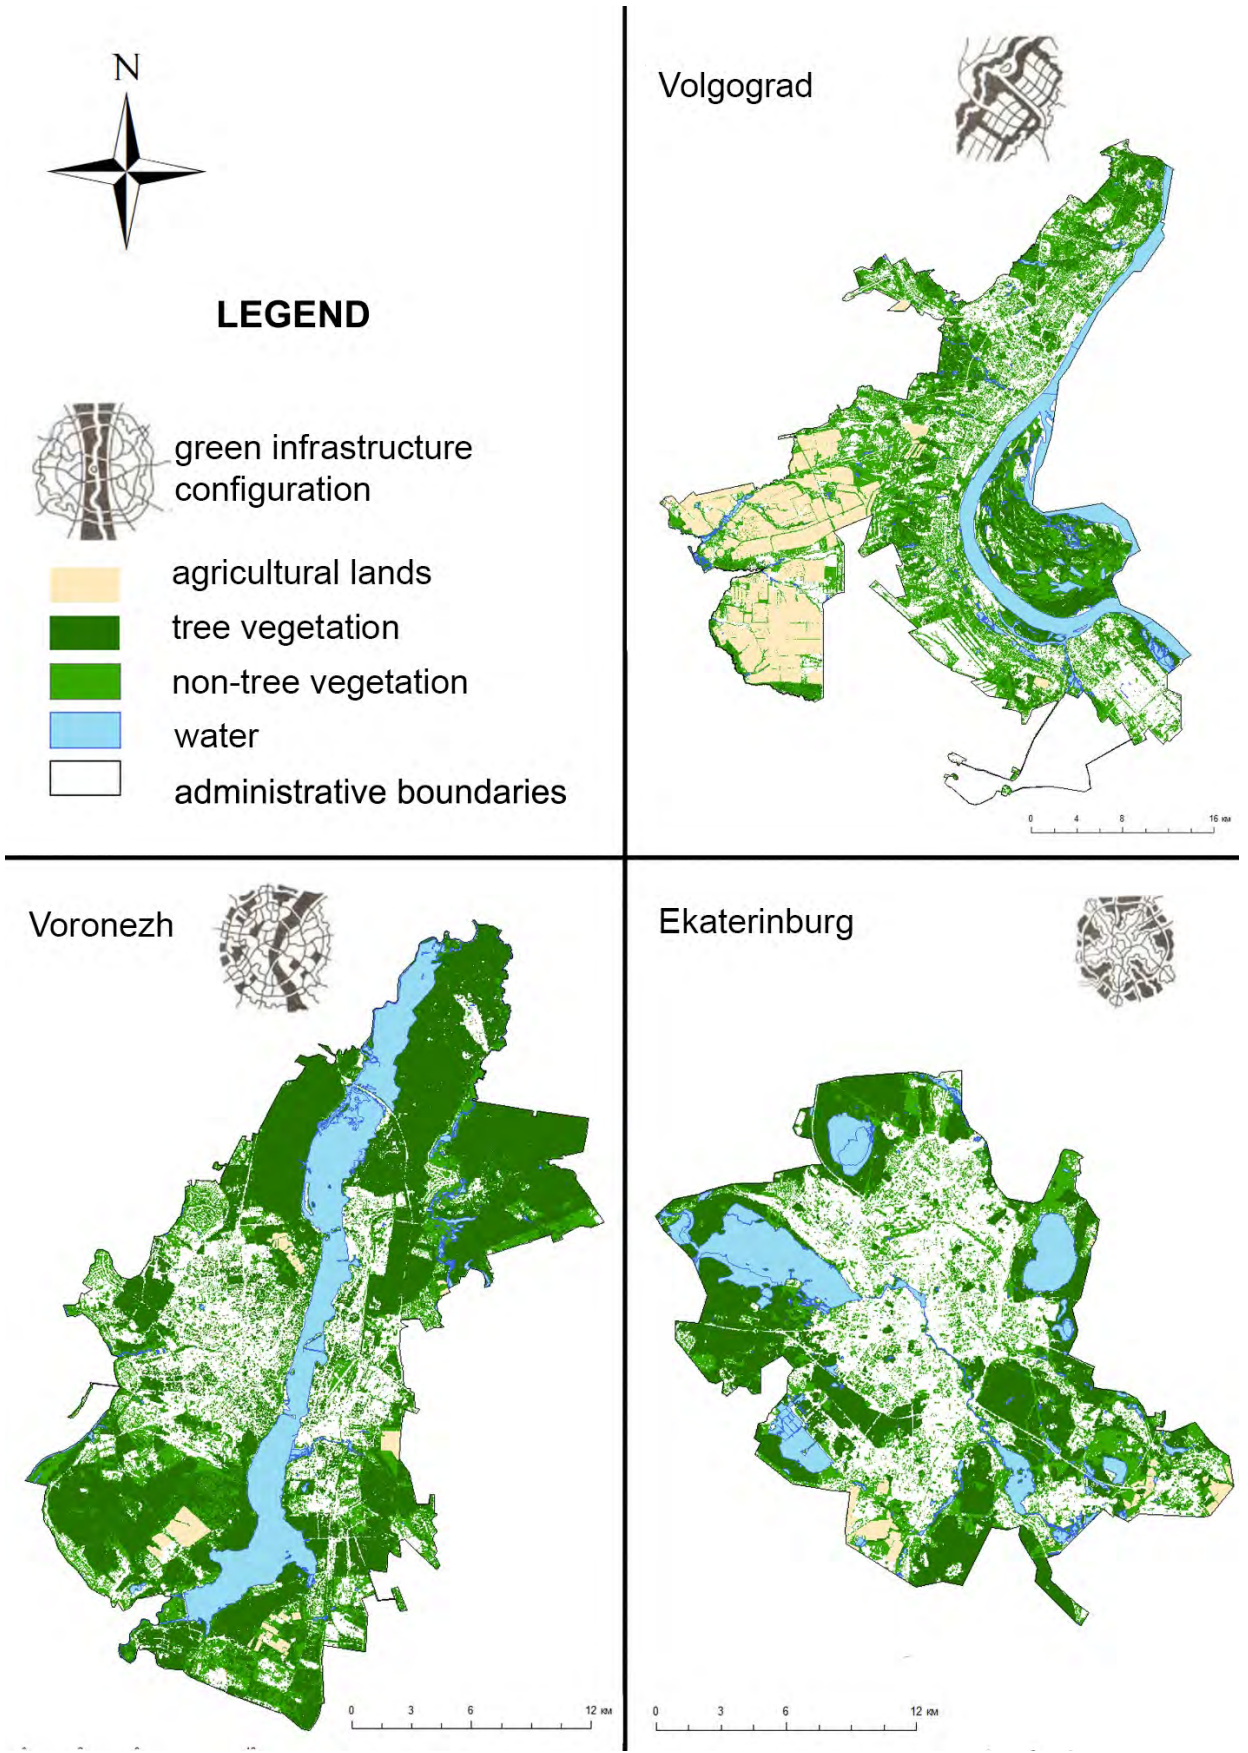 N
LEGEND
green infrastructure
configuration
agricultural lands
tree vegetation
non-tree vegetation
water
administrative boundaries
Volgograd
0 4 8 16 км
Voronezh
0 3 6 12 км
Ekaterinburg
0 3 6 12 км